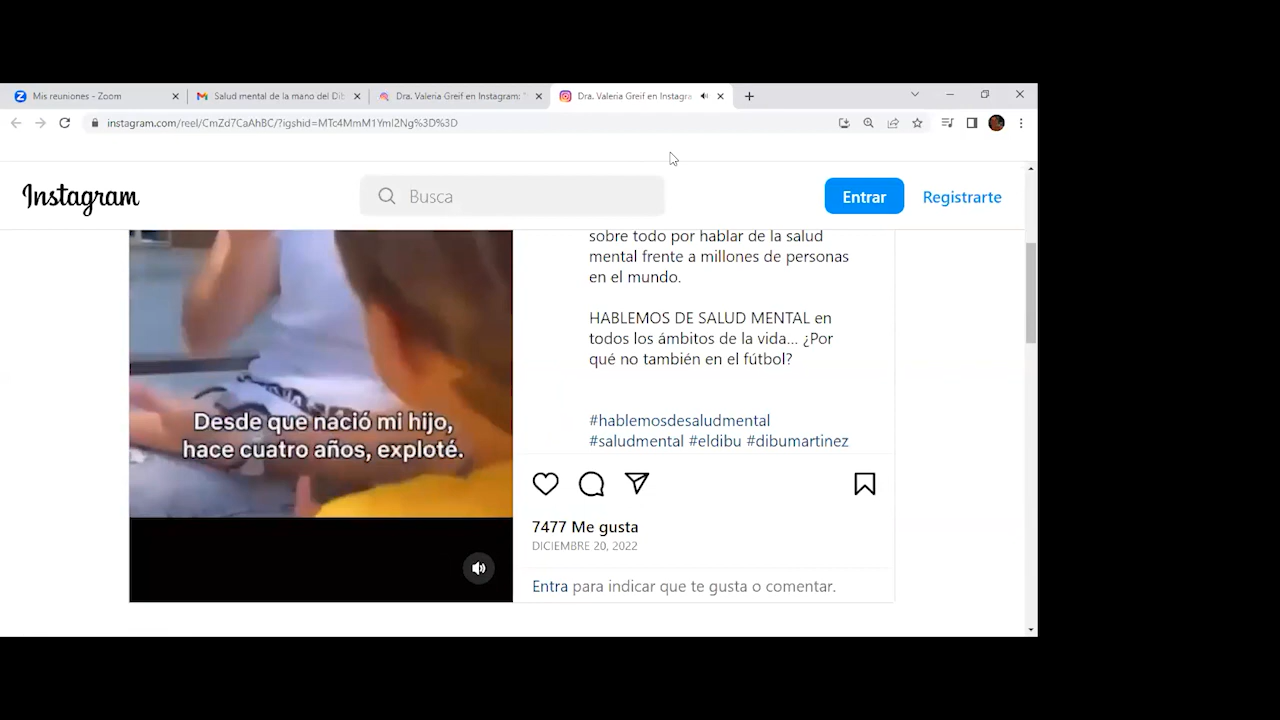 Mis reuniones - Zoom
Salud mental de la mano del Dib
Dra. Valeria Greif en Instagram: "
Dra. Valeria Greif en Instagra
instagram.com/reel/CmZd7CaAhBC/?igshid=MTc4MmM1YmI2Ng%3D%3D
Instagram
Busca
Entrar
Registrarte
sobre todo por hablar de la salud
mental frente a millones de personas
en el mundo.
HABLEMOS DE SALUD MENTAL en
todos los ámbitos de la vida... ¿Por
qué no también en el fútbol?
#hablemosdesaludmental
#saludmental #eldibu #dibumartinez
Desde que nació mi hijo,
hace cuatro años, exploté.
7477 Me gusta
DICIEMBRE 20, 2022
Entra para indicar que te gusta o comentar.